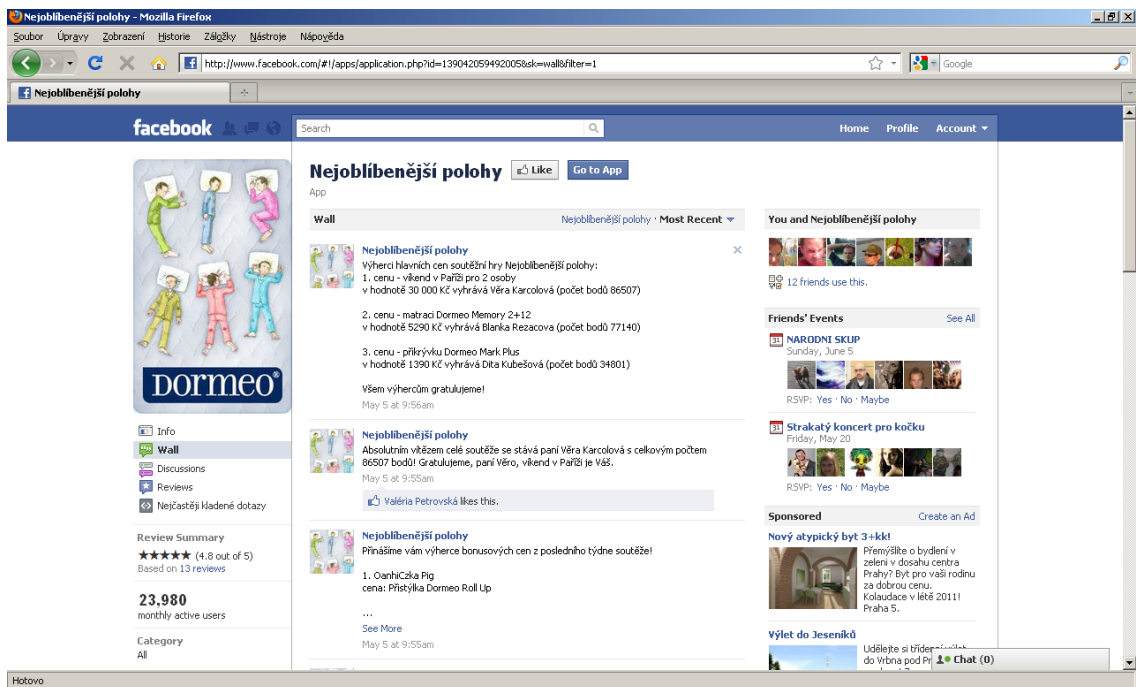 Nejoblíbenější polohy - Mozilla Firefox
Soubor Úpravy Zobrazení Historie Záložky Nástroje Nápověda
http://www.facebook.com/#!/apps/application.php?id=139042059492005&sk=wall&filter=1
Google
Nejoblíbenější polohy
facebook
Search
Home Profile Account
DORMEO®
Info
Wall
Discussions
Reviews
Nejčastěji kladené dotazy
Review Summary
★★★★★ (4.8 out of 5)
Based on 13 reviews
23,980
monthly active users
Category
All
Nejoblíbenější polohy Like Go to App
App
Wall Nejoblíbenější polohy · Most Recent
Nejoblíbenější polohy
Výherci hlavních cen soutěžní hry Nejoblíbenější polohy:
1. cenu - víkend v Paříži pro 2 osoby
v hodnotě 30 000 Kč vyhrává Věra Karcolová (počet bodů 86507)
2. cenu - matraci Dormeo Memory 2+12
v hodnotě 5290 Kč vyhrává Blanka Rezacova (počet bodů 77140)
3. cenu - přikrývku Dormeo Mark Plus
v hodnotě 1390 Kč vyhrává Dita Kubešová (počet bodů 34801)
Všem výhercům gratulujeme!
May 5 at 9:56am
Nejoblíbenější polohy
Absolutním vítězem celé soutěže se stává paní Věra Karcolová s celkovým počtem
86507 bodů! Gratulujeme, paní Věro, víkend v Paříži je Váš.
May 5 at 9:55am
Valéria Petrovská likes this.
Nejoblíbenější polohy
Přinášíme vám výherce bonusových cen z posledního týdne soutěže!
1. OanhiCzka Pig
cena: Přistýlka Dormeo Roll Up
...
See More
May 5 at 9:55am
You and Nejoblíbenější polohy
12 friends use this.
Friends' Events See All
31 NARODNI SKUP
Sunday, June 5
RSVP: Yes · No · Maybe
31 Strakatý koncert pro kočku
Friday, May 20
RSVP: Yes · No · Maybe
Sponsored Create an Ad
Nový atypický byt 3+kk!
Přemýšlíte o bydlení v
zeleni v dosahu centra
Prahy? Byt pro vaši rodinu
za dobrou cenu.
Kolaudace v létě 2011!
Praha 5.
Výlet do Jeseníků
Udělejte si
do Vrbna pod
Chat (0)
Hotovo